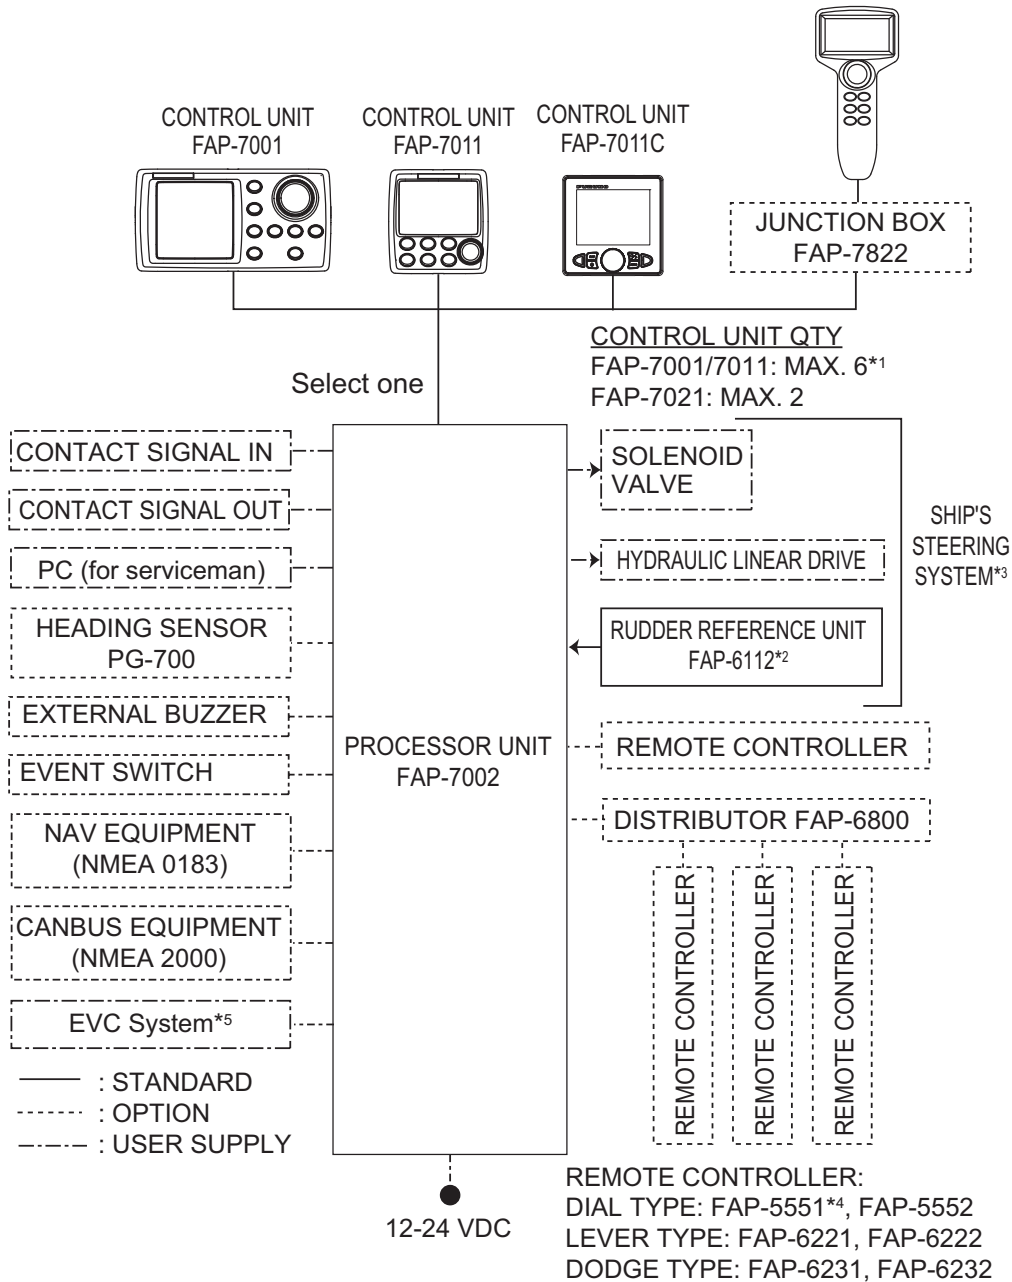 CONTROL UNIT
FAP-7001
CONTROL UNIT
FAP-7011
CONTROL UNIT
FAP-7011C
JUNCTION BOX
FAP-7822
CONTROL UNIT QTY
FAP-7001/7011: MAX. 6*1
FAP-7021: MAX. 2
Select one
CONTACT SIGNAL IN
CONTACT SIGNAL OUT
PC (for serviceman)
HEADING SENSOR
PG-700
EXTERNAL BUZZER
EVENT SWITCH
NAV EQUIPMENT
(NMEA 0183)
CANBUS EQUIPMENT
(NMEA 2000)
EVC System*5
: STANDARD
: OPTION
: USER SUPPLY
PROCESSOR UNIT
FAP-7002
12-24 VDC
SOLENOID
VALVE
HYDRAULIC LINEAR DRIVE
RUDDER REFERENCE UNIT
FAP-6112*2
SHIP'S
STEERING
SYSTEM*3
REMOTE CONTROLLER
DISTRIBUTOR FAP-6800
REMOTE CONTROLLER
REMOTE CONTROLLER
REMOTE CONTROLLER
REMOTE CONTROLLER:
DIAL TYPE: FAP-5551*4, FAP-5552
LEVER TYPE: FAP-6221, FAP-6222
DODGE TYPE: FAP-6231, FAP-6232